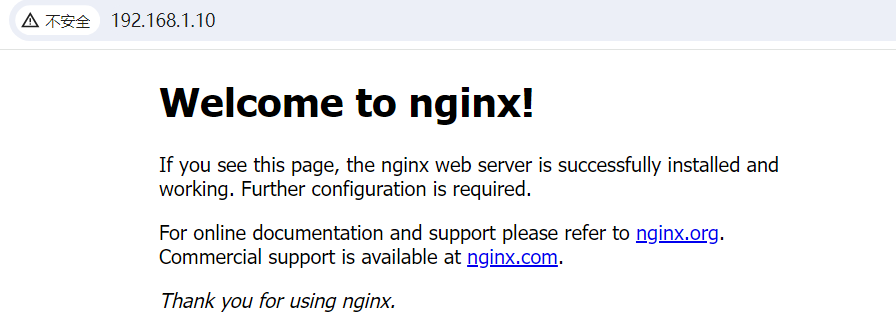 不安全 192.168.1.10
Welcome to nginx!
If you see this page, the nginx web server is successfully installed and
working. Further configuration is required.
For online documentation and support please refer to nginx.org.
Commercial support is available at nginx.com.
Thank you for using nginx.